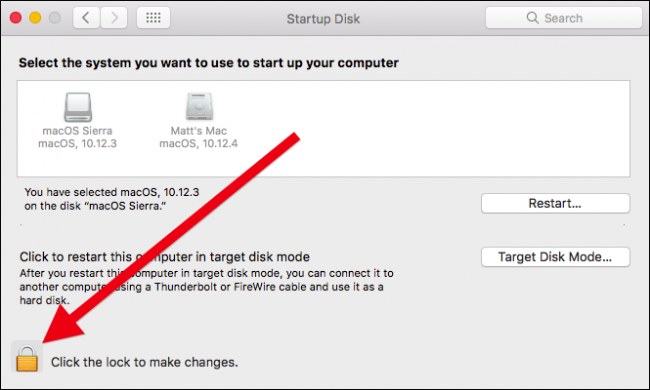 Startup Disk
Search
Select the system you want to use to start up your computer
macOS Sierra
macOS, 10.12.3
Matt's Mac
macOS, 10.12.4
You have selected macOS, 10.12.3
on the disk “macOS Sierra.”
Restart...
Click to restart this computer in target disk mode
After you restart this computer in target disk mode, you can connect it to
another computer using a Thunderbolt or FireWire cable and use it as a
hard disk.
Target Disk Mode...
Click the lock to make changes.